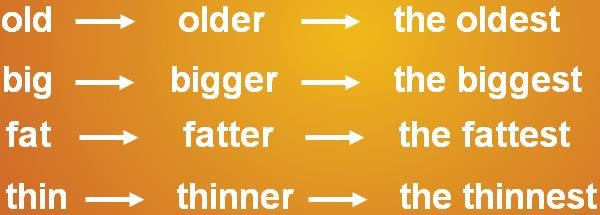 old → older → the oldest
big → bigger → the biggest
fat → fatter → the fattest
thin → thinner → the thinnest